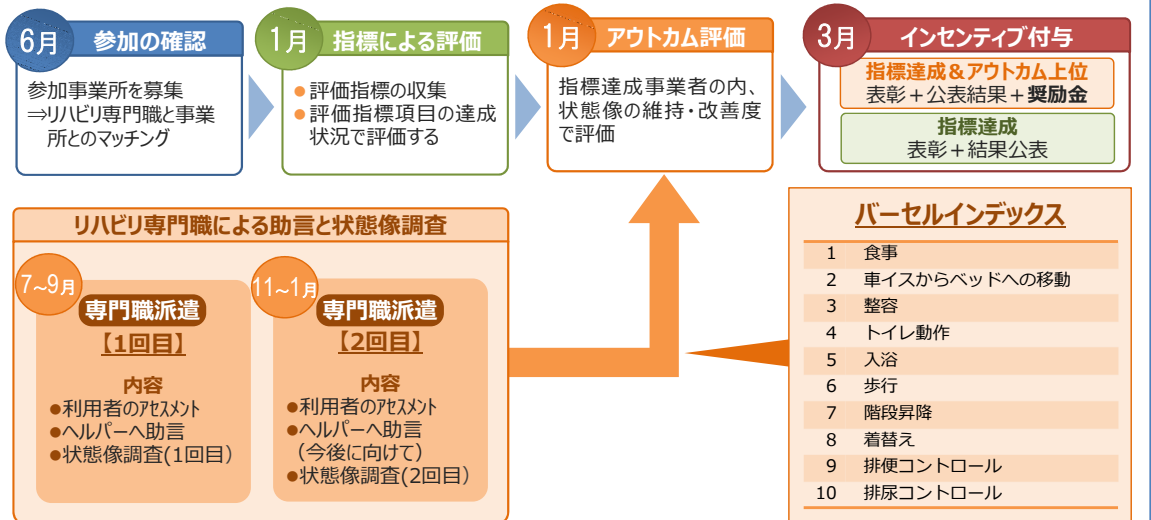 6月 参加の確認
参加事業所を募集
⇒リハビリ専門職と事業
所とのマッチング
1月 指標による評価
●評価指標の収集
●評価指標項目の達成
状況で評価する
1月 アウトカム評価
指標達成事業者の内、
状態像の維持・改善度
で評価
3月 インセンティブ付与
指標達成&アウトカム上位
表彰+公表結果+奨励金
指標達成
表彰+結果公表
リハビリ専門職による助言と状態像調査
7~9月
専門職派遣
【1回目】
内容
●利用者のアセスメント
●ヘルパーへ助言
●状態像調査(1回目)
11~1月
専門職派遣
【2回目】
内容
●利用者のアセスメント
●ヘルパーへ助言
(今後に向けて)
●状態像調査(2回目)
バーセルインデックス
1 食事
2 車イスからベッドへの移動
3 整容
4 トイレ動作
5 入浴
6 歩行
7 階段昇降
8 着替え
9 排便コントロール
10 排尿コントロール